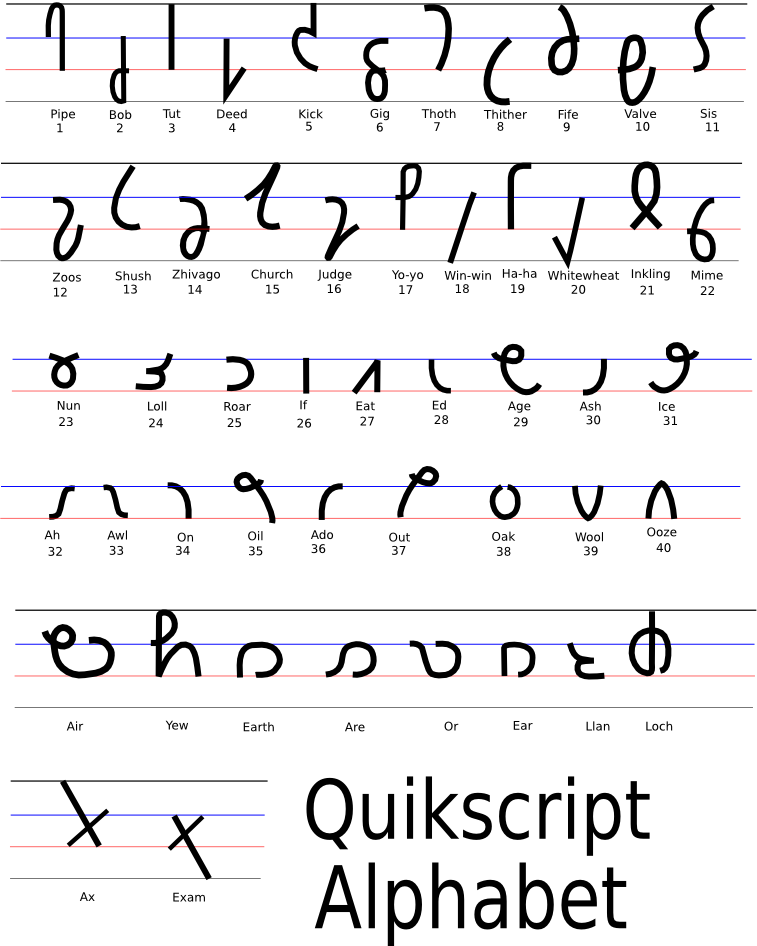 Pipe Bob Tut Deed Kick Gig Thoth Thither Fife Valve Sis
1 2 3 4 5 6 7 8 9 10 11
Zoos Shush Zhivago Church Judge Yo-yo Win-win Ha-ha Whitewheat Inkling Mime
12 13 14 15 16 17 18 19 20 21 22
Nun Loll Roar If Eat Ed Age Ash Ice
23 24 25 26 27 28 29 30 31
Ah Awl On Oil Ado Out Oak Wool Ooze
32 33 34 35 36 37 38 39 40
Air Yew Earth Are Or Ear Llan Loch
Ax Exam
Quikscript
Alphabet